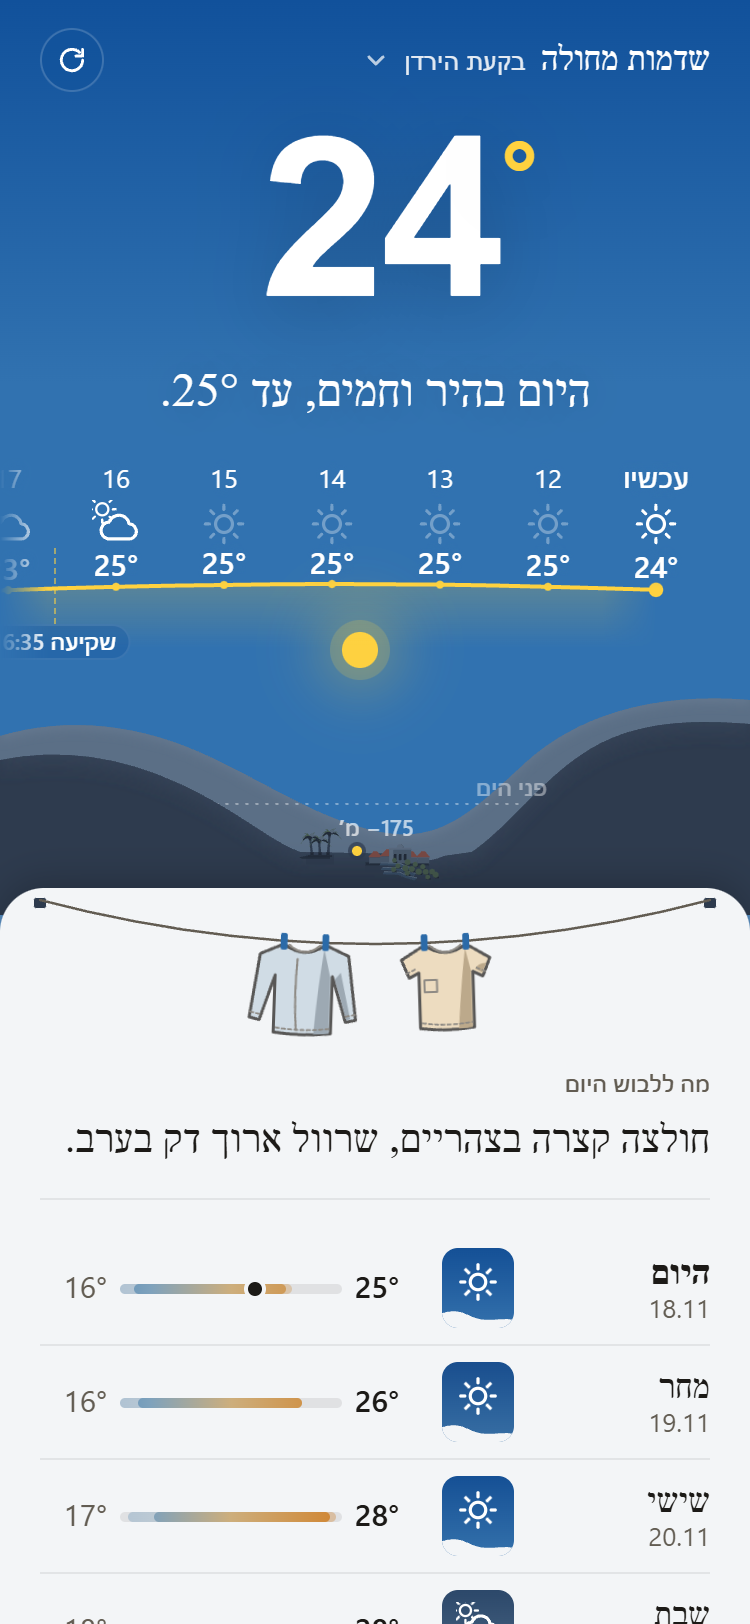 שדמות מחולה בקעת הירדן
24°
היום בהיר וחמים, עד 25°.
עכשיו 12 13 14 15 16
24° 25° 25° 25° 25° 25°
שקיעה
פני הים
−175 מ׳
מה ללבוש היום
חולצה קצרה בצהריים, שרוול ארוך דק בערב.
היום 25° 16°
18.11
מחר 26° 16°
19.11
שישי 28° 17°
20.11
שבת